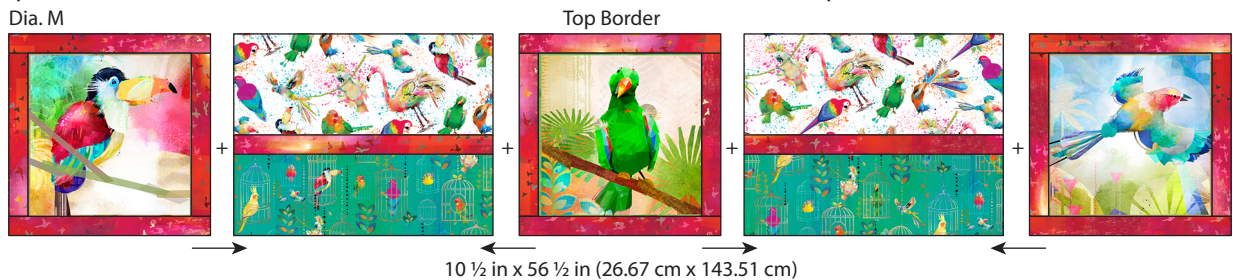 Dia. M
Top Border
+ + + +
10 ½ in x 56 ½ in (26.67 cm x 143.51 cm)